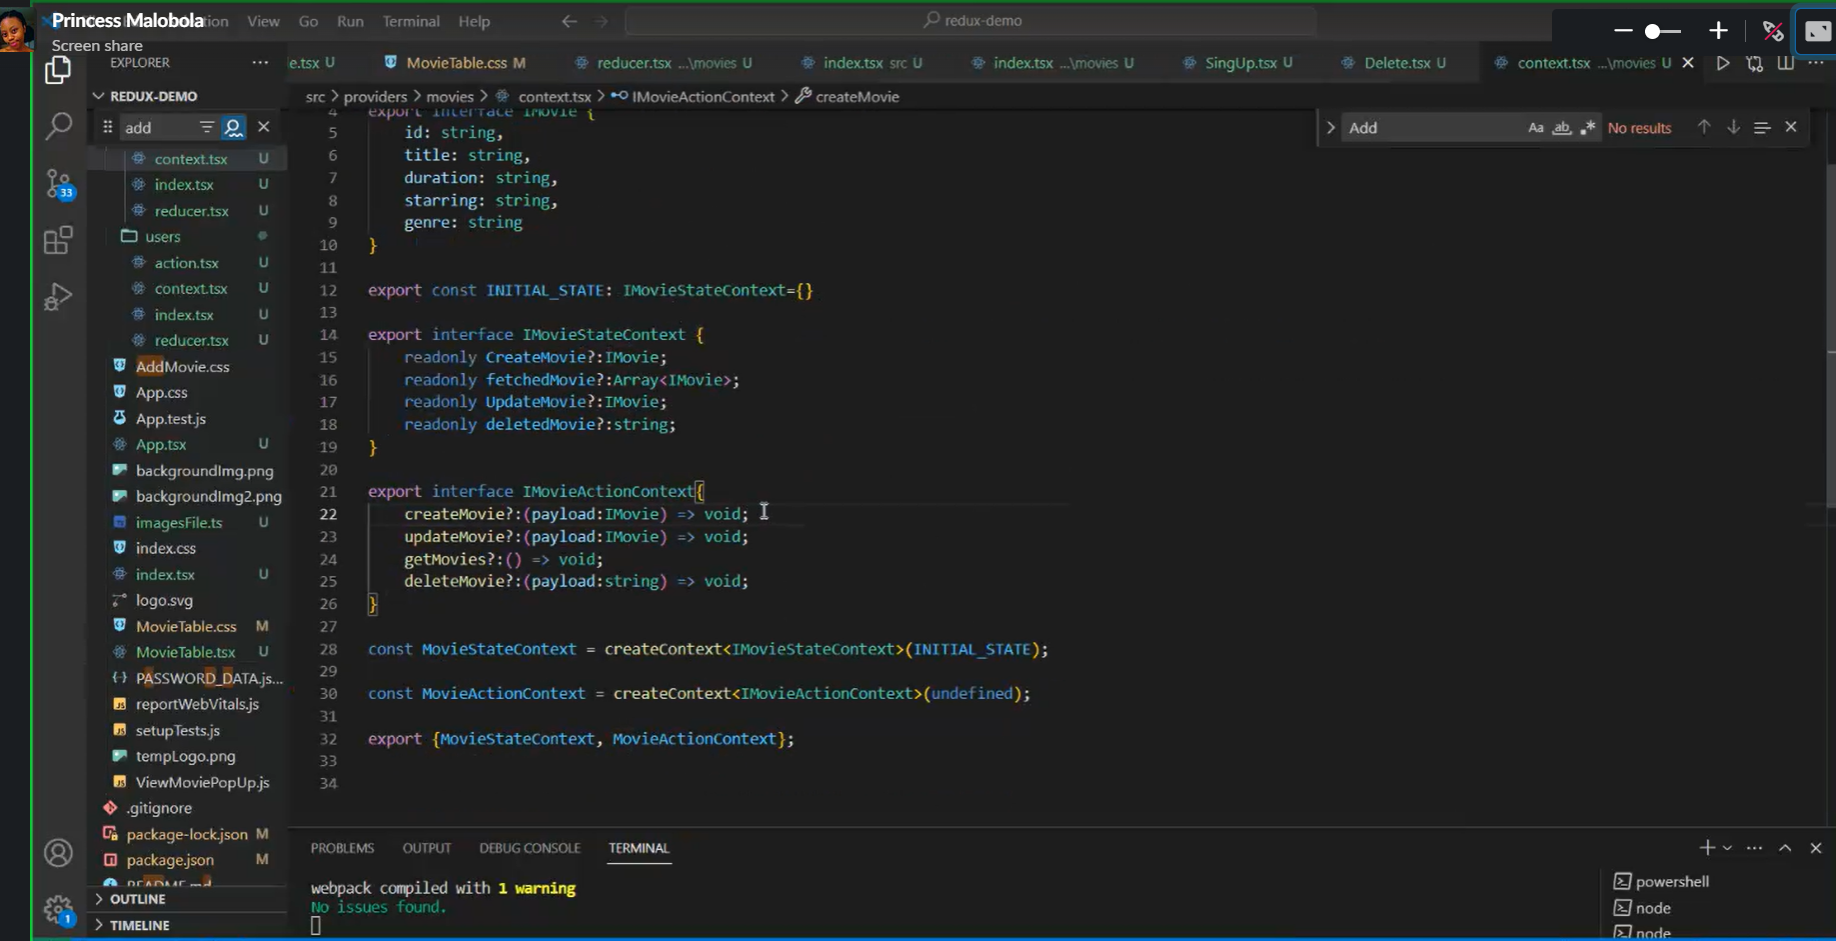 Princess Malobola
Screen share
View Go Run Terminal Help
redux-demo
EXPLORER
e.tsx U MovieTable.css M reducer.tsx ...\movies U index.tsx src U index.tsx ...\movies U SingUp.tsx U Delete.tsx U context.tsx ...\movies U
REDUX-DEMO
src > providers > movies > context.tsx > IMovieActionContext > createMovie
add
Add Aa ab .* No results
context.tsx U
index.tsx U
reducer.tsx U
users
action.tsx U
context.tsx U
index.tsx U
reducer.tsx U
AddMovie.css
App.css
App.test.js
App.tsx U
backgroundImg.png
backgroundImg2.png
imagesFile.ts U
index.css
index.tsx U
logo.svg
MovieTable.css M
MovieTable.tsx U
PASSWORD_DATA.js...
reportWebVitals.js
setupTests.js
tempLogo.png
ViewMoviePopUp.js
.gitignore
package-lock.json M
package.json M
README.md
OUTLINE
TIMELINE
33
1
4 export interface IMovie {
5 id: string,
6 title: string,
7 duration: string,
8 starring: string,
9 genre: string
10 }
11
12 export const INITIAL_STATE: IMovieStateContext={}
13
14 export interface IMovieStateContext {
15 readonly CreateMovie?:IMovie;
16 readonly fetchedMovie?:Array<IMovie>;
17 readonly UpdateMovie?:IMovie;
18 readonly deletedMovie?:string;
19 }
20
21 export interface IMovieActionContext{
22 createMovie?:(payload:IMovie) => void;
23 updateMovie?:(payload:IMovie) => void;
24 getMovies?:() => void;
25 deleteMovie?:(payload:string) => void;
26 }
27
28 const MovieStateContext = createContext<IMovieStateContext>(INITIAL_STATE);
29
30 const MovieActionContext = createContext<IMovieActionContext>(undefined);
31
32 export {MovieStateContext, MovieActionContext};
33
34
PROBLEMS OUTPUT DEBUG CONSOLE TERMINAL
webpack compiled with 1 warning
No issues found.
powershell
node
node